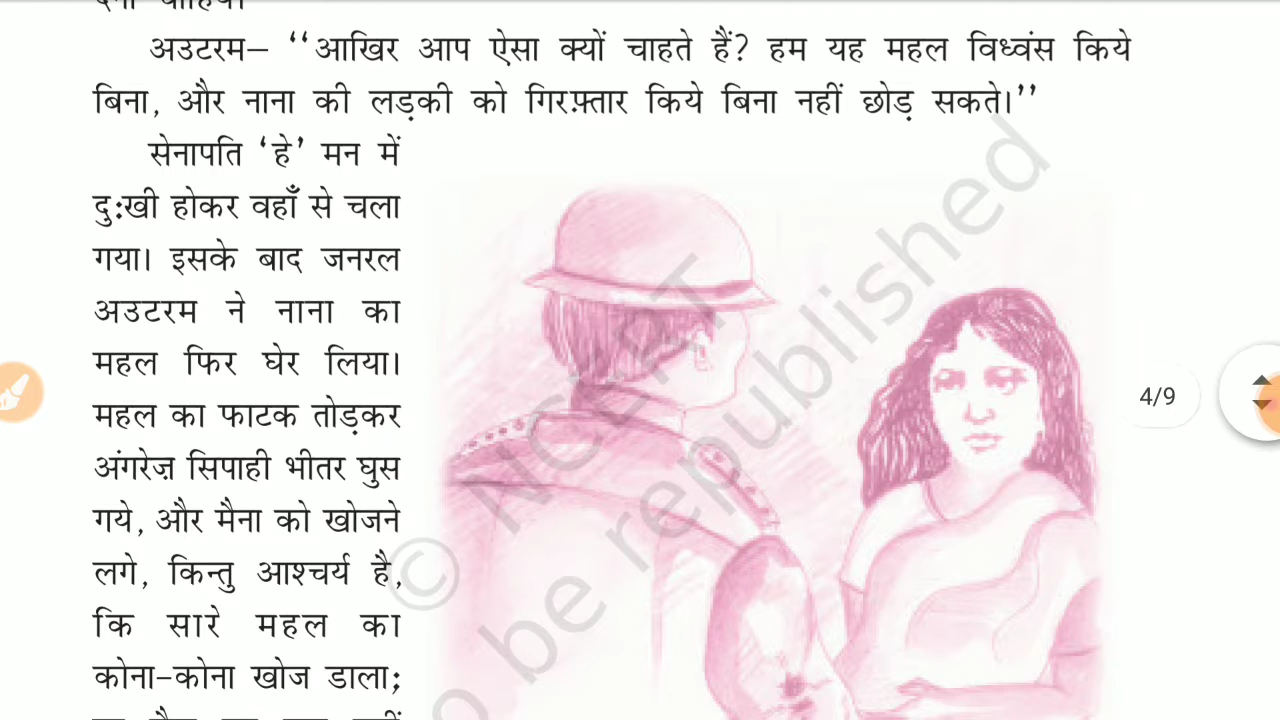 अउटरम– ‘‘आखिर आप ऐसा क्यों चाहते हैं? हम यह महल विध्वंस किये
बिना, और नाना की लड़की को गिरफ़्तार किये बिना नहीं छोड़ सकते।’’
सेनापति ‘हे’ मन में
दुःखी होकर वहाँ से चला
गया। इसके बाद जनरल
अउटरम ने नाना का
महल फिर घेर लिया।
महल का फाटक तोड़कर
अंगरेज़ सिपाही भीतर घुस
गये, और मैना को खोजने
लगे, किन्तु आश्चर्य है,
कि सारे महल का
कोना-कोना खोज डाला;
© NCERT
o be republished
4/9